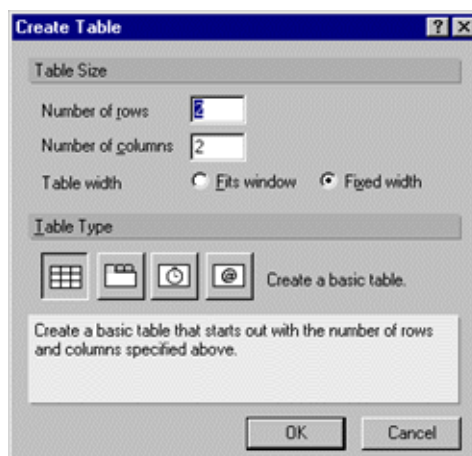 Create Table
Table Size
Number of rows 2
Number of columns 2
Table width Fits window Fixed width
Table Type
@ Create a basic table.
Create a basic table that starts out with the number of rows
and columns specified above.
OK Cancel